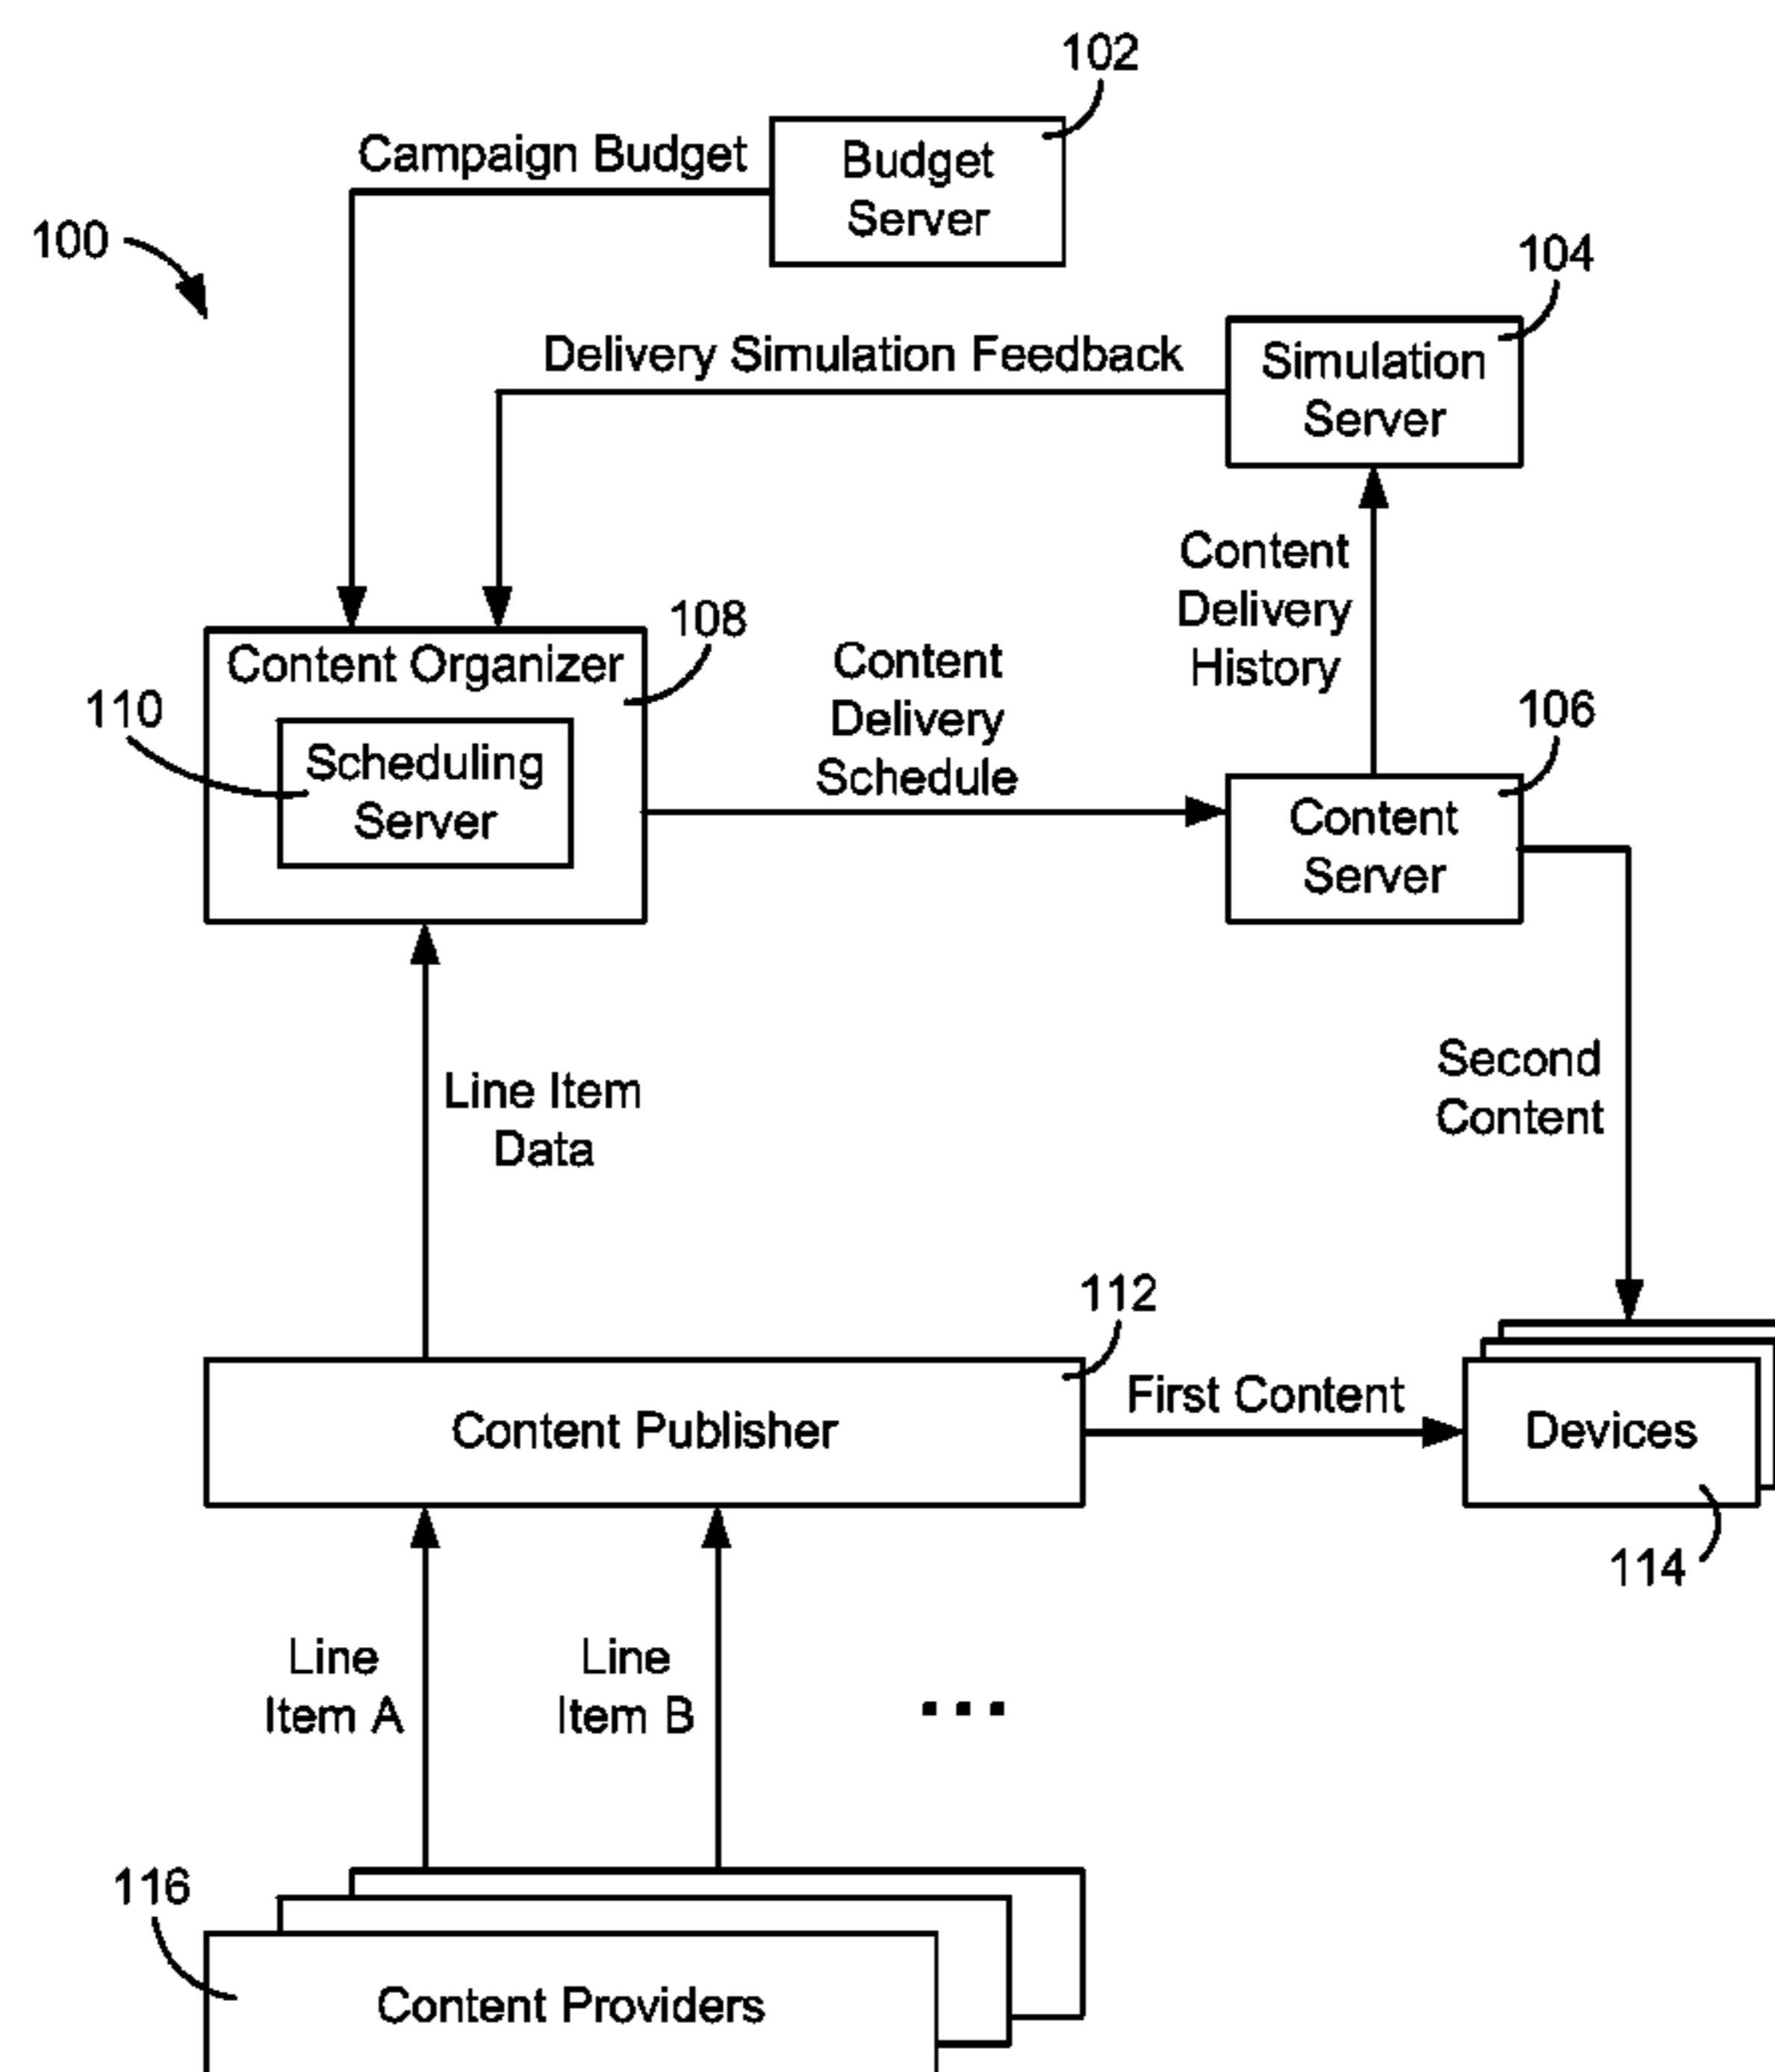 102
Campaign Budget
Budget
Server
100
104
Delivery Simulation Feedback
Simulation
Server
Content
Delivery
History
108
Content Organizer
110
Scheduling
Server
Content
Delivery
Schedule
106
Content
Server
Line Item
Data
Second
Content
112
Content Publisher
First Content
Devices
114
Line
Item A
Line
Item B
...
116
Content Providers